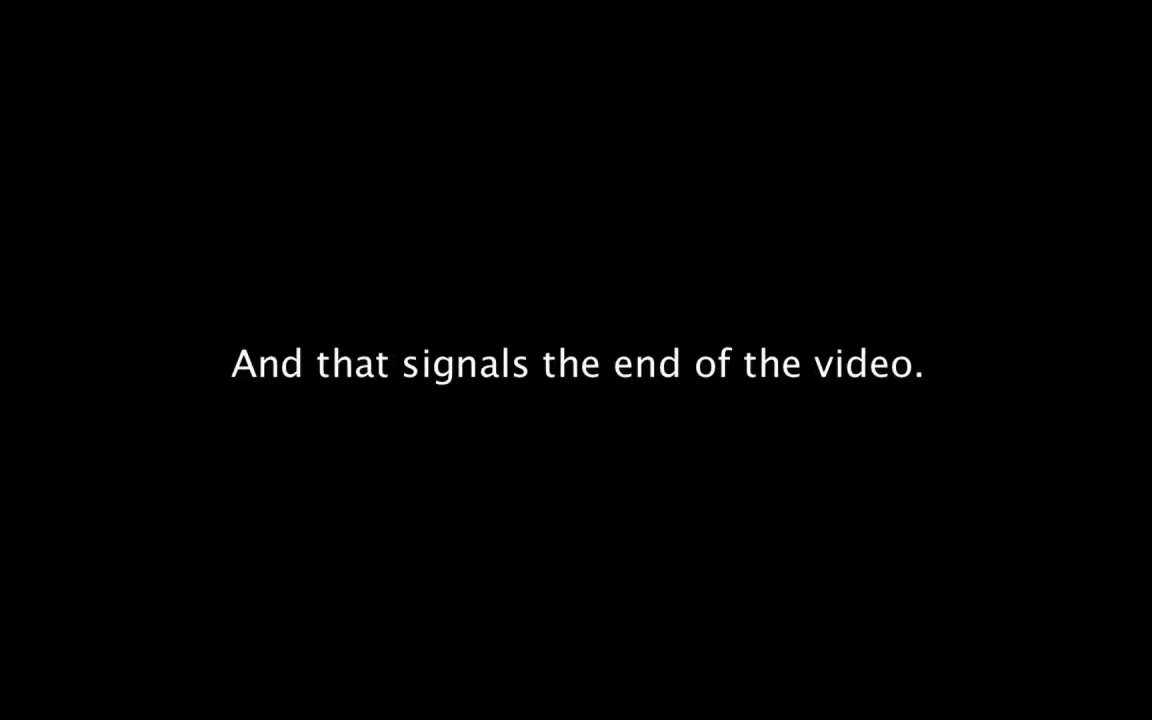 And that signals the end of the video.